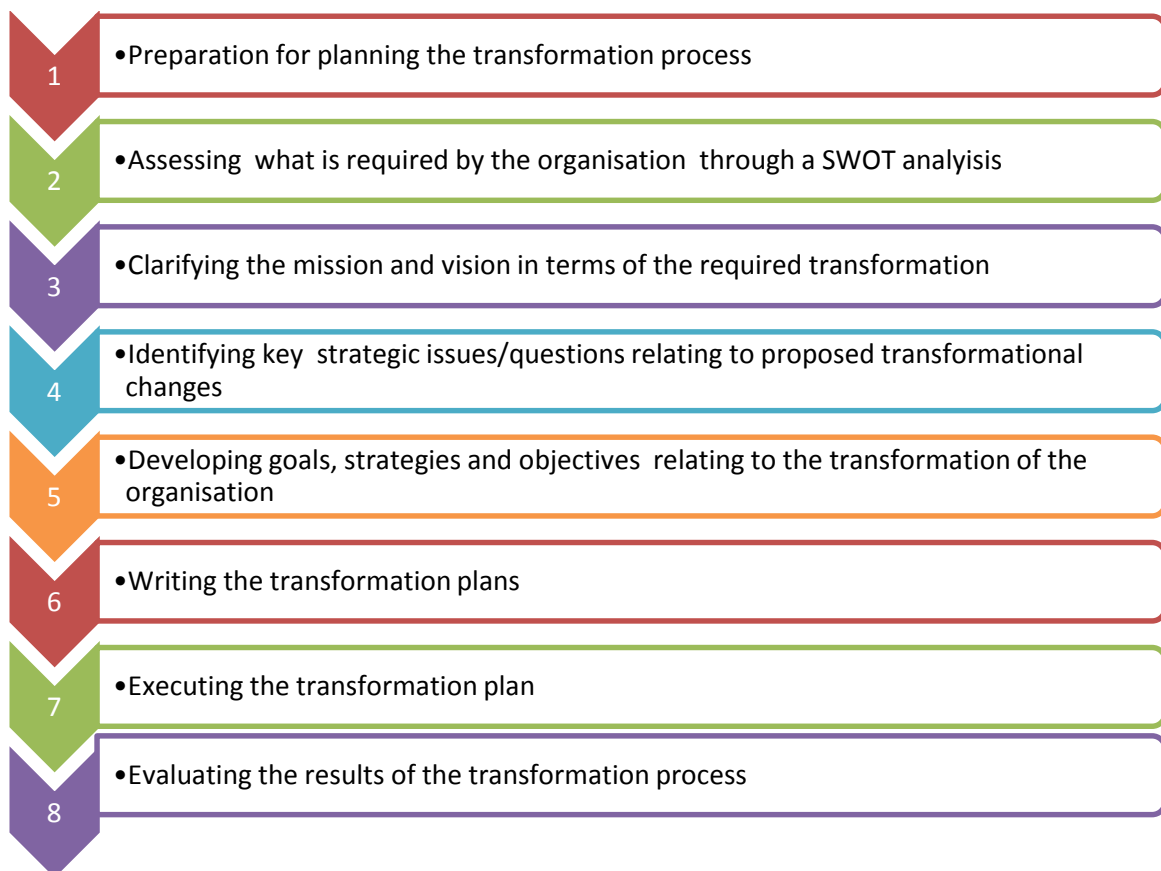 1
•Preparation for planning the transformation process
2
•Assessing what is required by the organisation through a SWOT analyisis
3
•Clarifying the mission and vision in terms of the required transformation
4
•Identifying key strategic issues/questions relating to proposed transformational
changes
5
•Developing goals, strategies and objectives relating to the transformation of the
organisation
6
•Writing the transformation plans
7
•Executing the transformation plan
8
•Evaluating the results of the transformation process